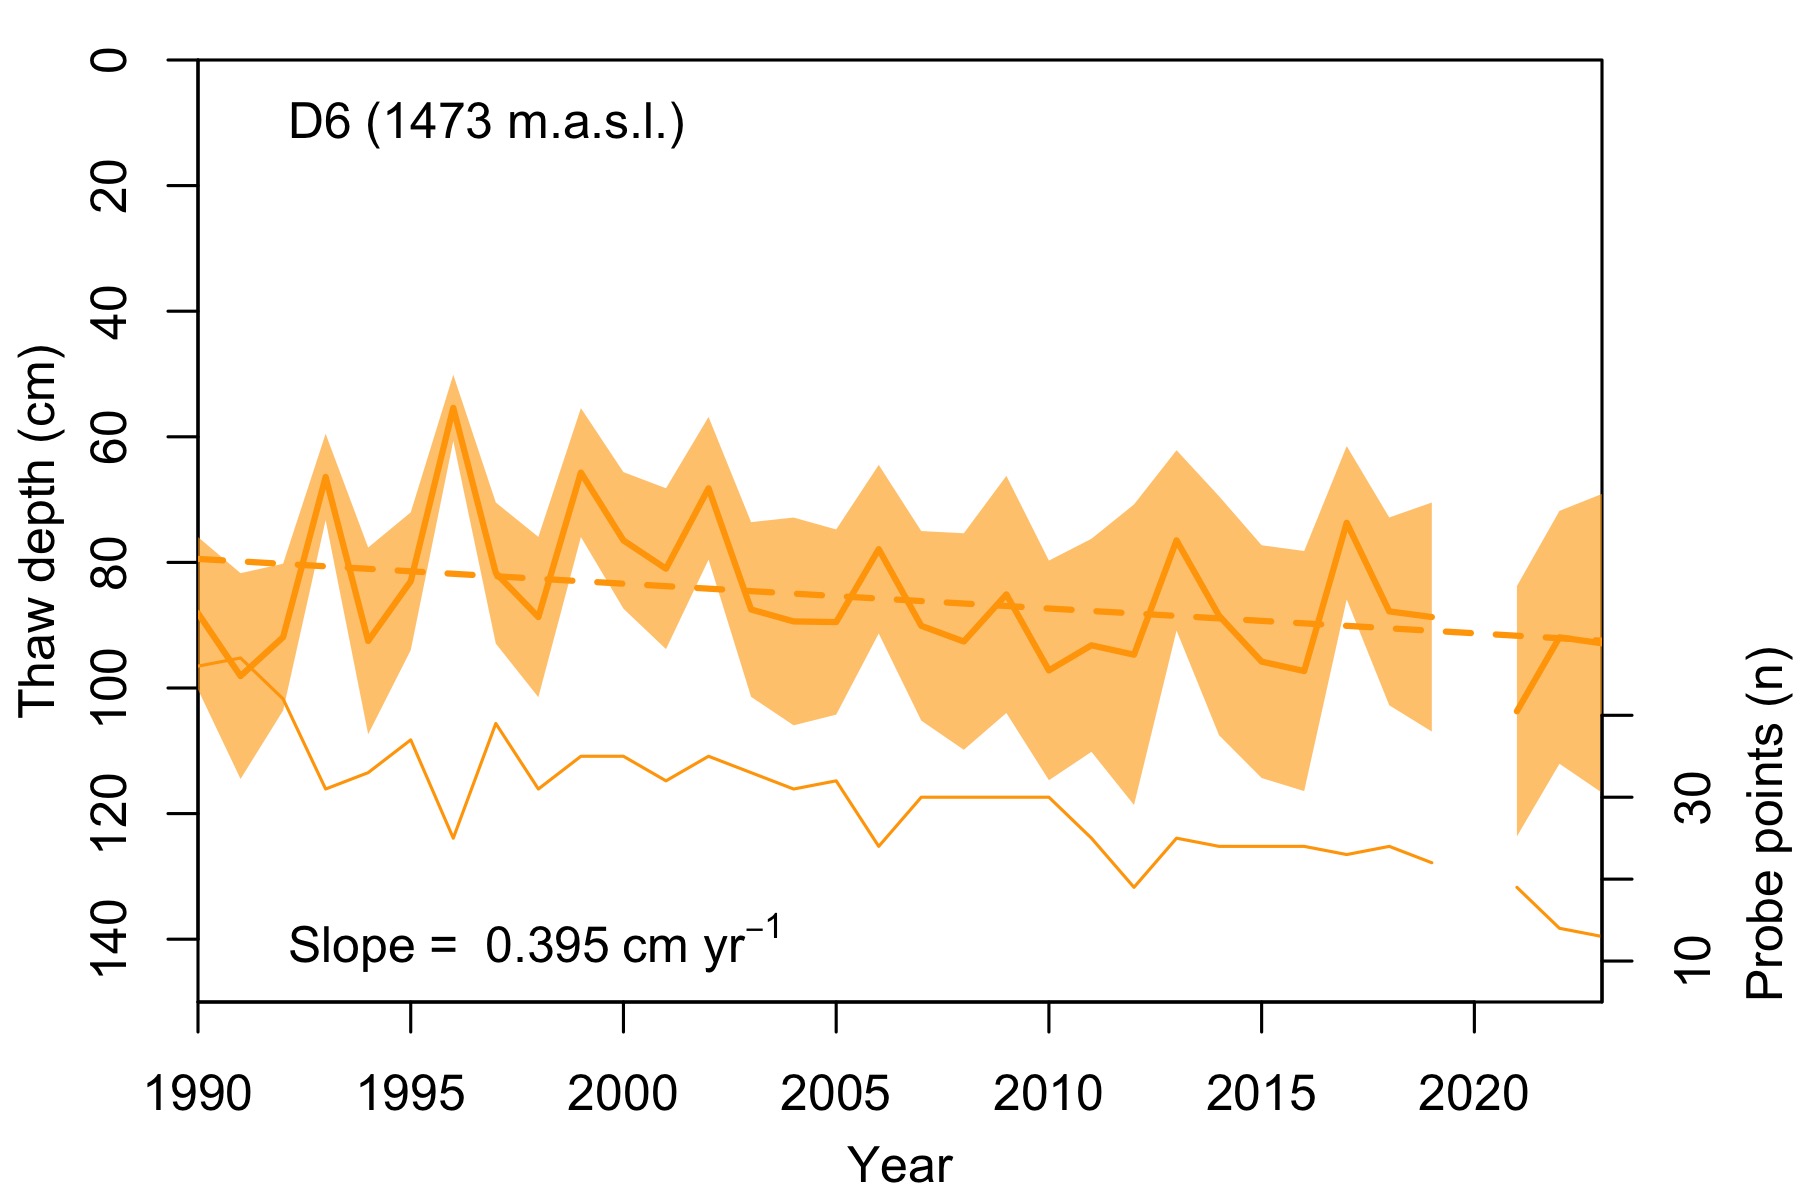 D6 (1473 m.a.s.l.)
Thaw depth (cm)
0
20
40
60
80
100
120
140
Slope = 0.395 cm yr⁻¹
Probe points (n)
30
10
1990 1995 2000 2005 2010 2015 2020
Year